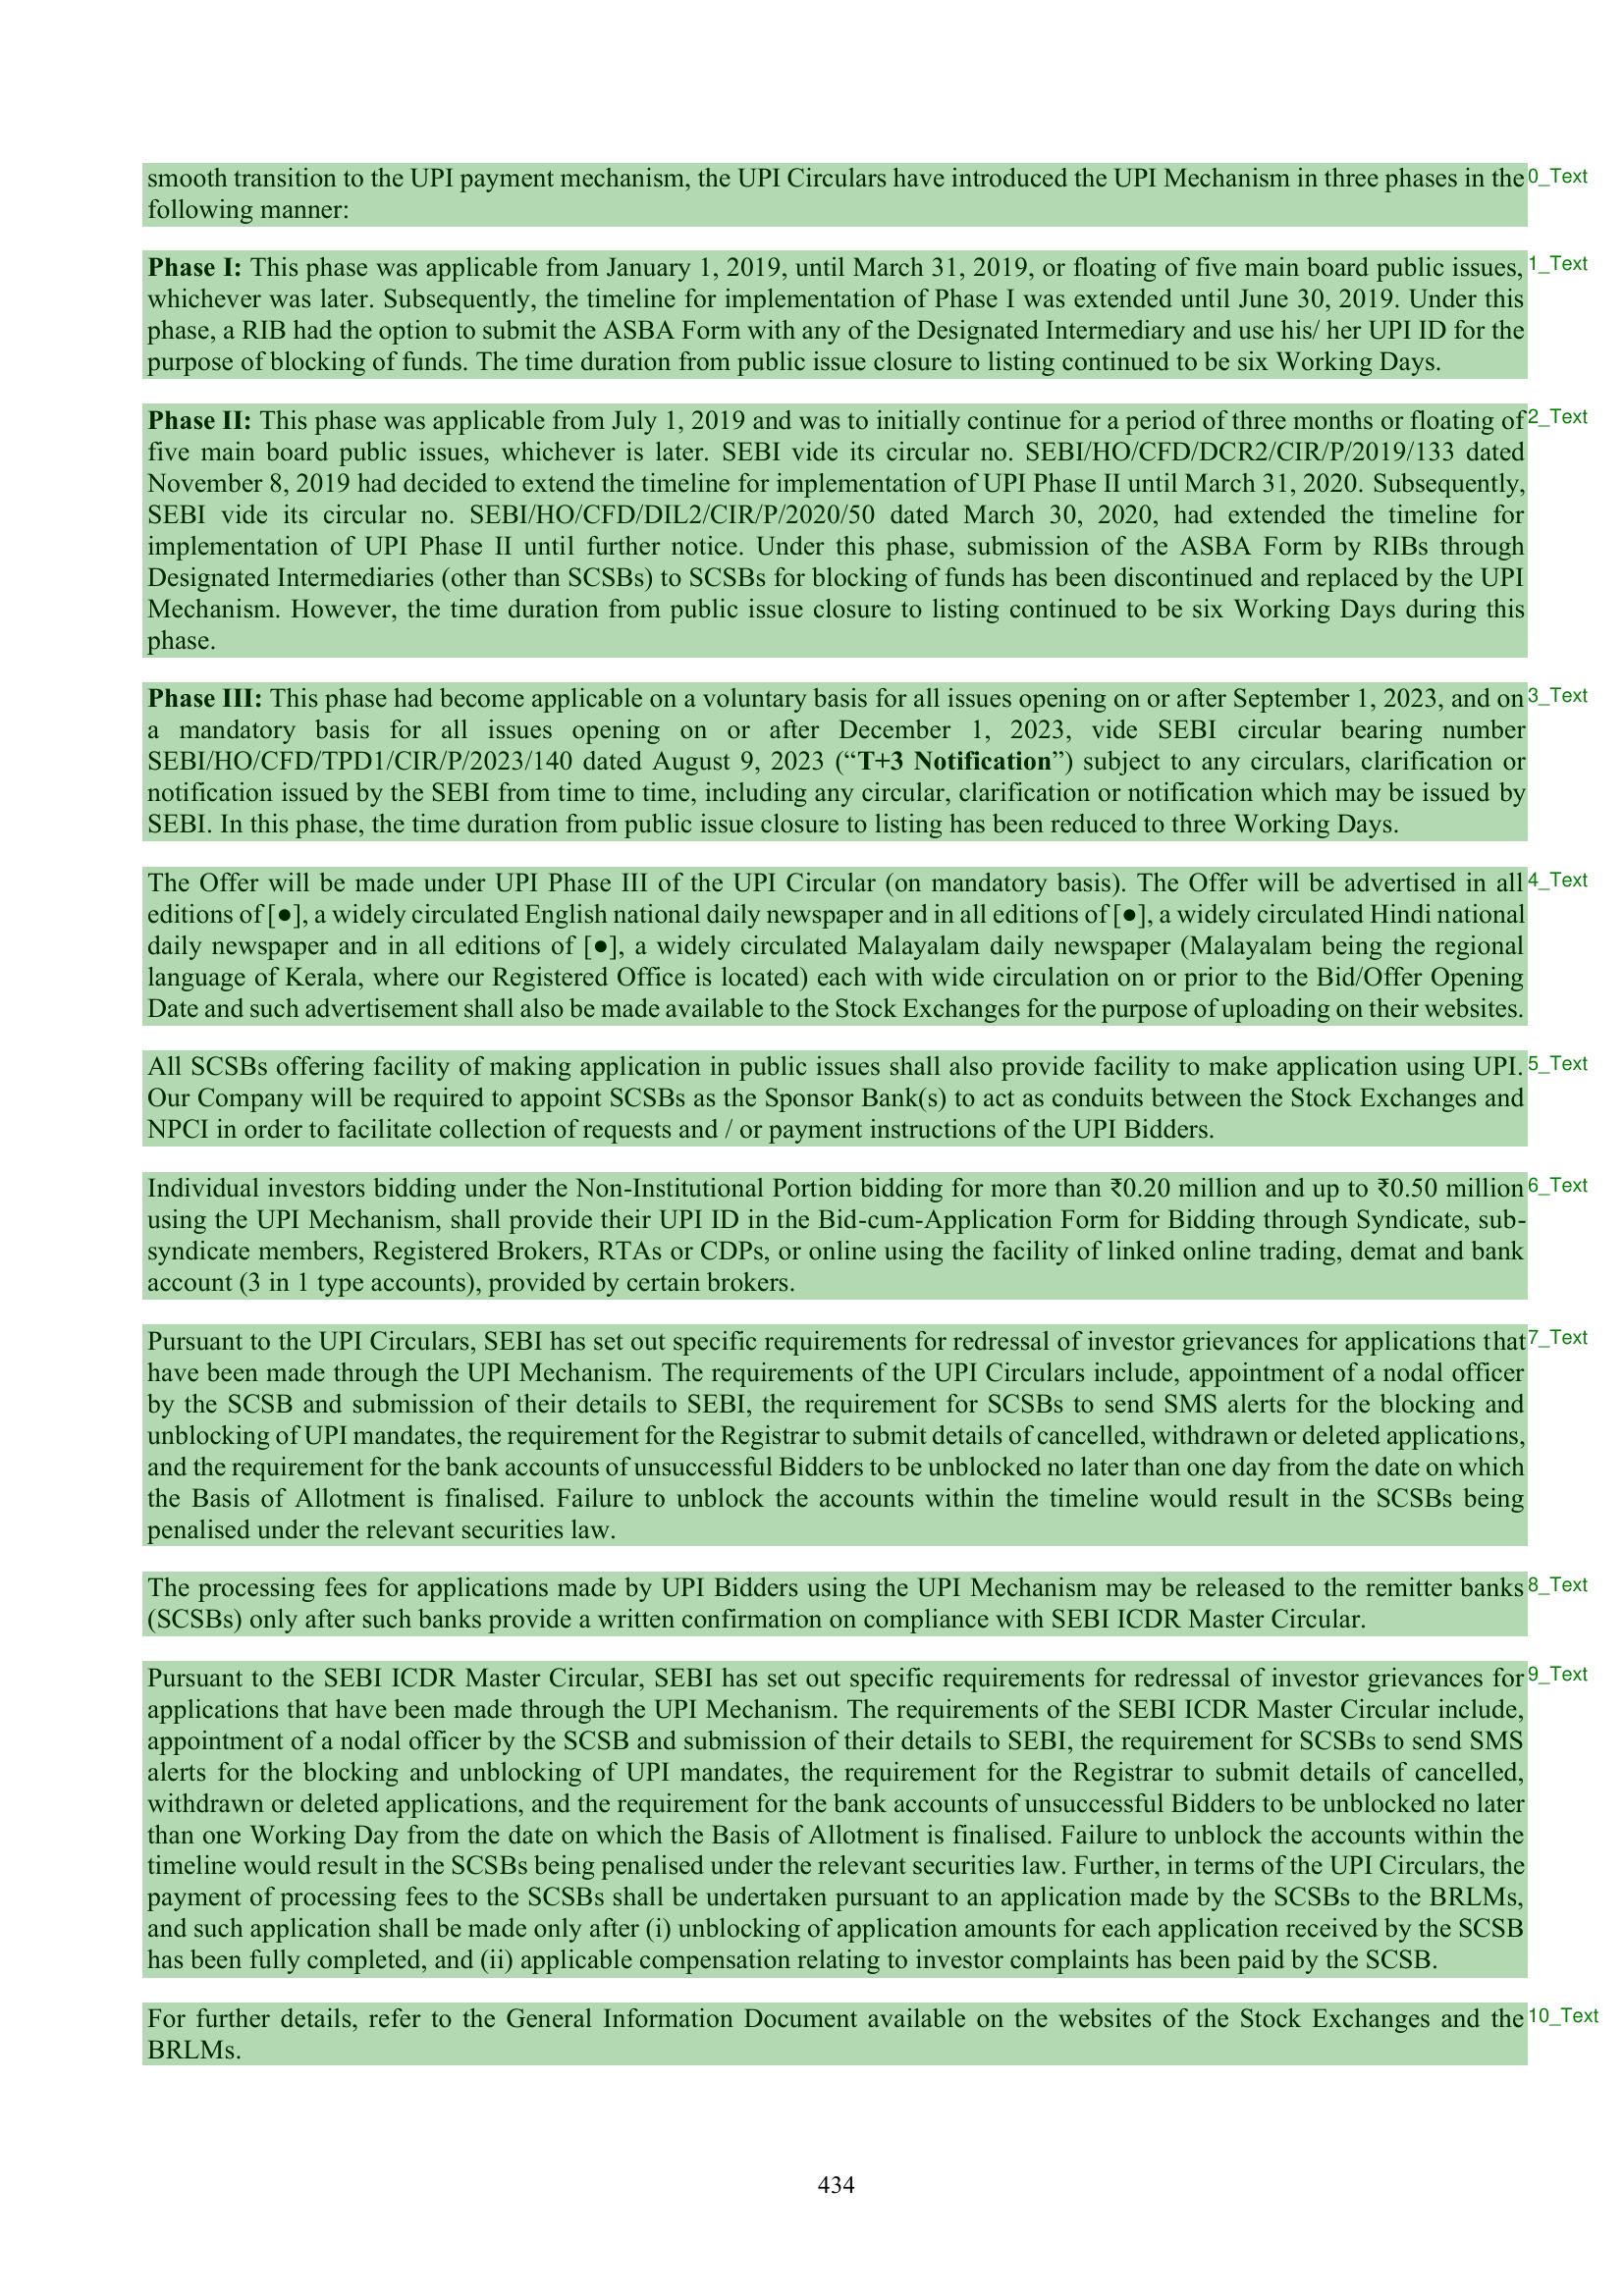 smooth transition to the UPI payment mechanism, the UPI Circulars have introduced the UPI Mechanism in three phases in the
0_Text
following manner:
Phase I: This phase was applicable from January 1, 2019, until March 31, 2019, or floating of five main board public issues,
1_Text
whichever was later. Subsequently, the timeline for implementation of Phase I was extended until June 30, 2019. Under this
phase, a RIB had the option to submit the ASBA Form with any of the Designated Intermediary and use his/ her UPI ID for the
purpose of blocking of funds. The time duration from public issue closure to listing continued to be six Working Days.
Phase II: This phase was applicable from July 1, 2019 and was to initially continue for a period of three months or floating of
2_Text
five main board public issues, whichever is later. SEBI vide its circular no. SEBI/HO/CFD/DCR2/CIR/P/2019/133 dated
November 8, 2019 had decided to extend the timeline for implementation of UPI Phase II until March 31, 2020. Subsequently,
SEBI vide its circular no. SEBI/HO/CFD/DIL2/CIR/P/2020/50 dated March 30, 2020, had extended the timeline for
implementation of UPI Phase II until further notice. Under this phase, submission of the ASBA Form by RIBs through
Designated Intermediaries (other than SCSBs) to SCSBs for blocking of funds has been discontinued and replaced by the UPI
Mechanism. However, the time duration from public issue closure to listing continued to be six Working Days during this
phase.
Phase III: This phase had become applicable on a voluntary basis for all issues opening on or after September 1, 2023, and on
3_Text
a mandatory basis for all issues opening on or after December 1, 2023, vide SEBI circular bearing number
SEBI/HO/CFD/TPD1/CIR/P/2023/140 dated August 9, 2023 (“T+3 Notification”) subject to any circulars, clarification or
notification issued by the SEBI from time to time, including any circular, clarification or notification which may be issued by
SEBI. In this phase, the time duration from public issue closure to listing has been reduced to three Working Days.
The Offer will be made under UPI Phase III of the UPI Circular (on mandatory basis). The Offer will be advertised in all
4_Text
editions of [●], a widely circulated English national daily newspaper and in all editions of [●], a widely circulated Hindi national
daily newspaper and in all editions of [●], a widely circulated Malayalam daily newspaper (Malayalam being the regional
language of Kerala, where our Registered Office is located) each with wide circulation on or prior to the Bid/Offer Opening
Date and such advertisement shall also be made available to the Stock Exchanges for the purpose of uploading on their websites.
All SCSBs offering facility of making application in public issues shall also provide facility to make application using UPI.
5_Text
Our Company will be required to appoint SCSBs as the Sponsor Bank(s) to act as conduits between the Stock Exchanges and
NPCI in order to facilitate collection of requests and / or payment instructions of the UPI Bidders.
Individual investors bidding under the Non-Institutional Portion bidding for more than ₹0.20 million and up to ₹0.50 million
6_Text
using the UPI Mechanism, shall provide their UPI ID in the Bid-cum-Application Form for Bidding through Syndicate, sub-
syndicate members, Registered Brokers, RTAs or CDPs, or online using the facility of linked online trading, demat and bank
account (3 in 1 type accounts), provided by certain brokers.
Pursuant to the UPI Circulars, SEBI has set out specific requirements for redressal of investor grievances for applications that
7_Text
have been made through the UPI Mechanism. The requirements of the UPI Circulars include, appointment of a nodal officer
by the SCSB and submission of their details to SEBI, the requirement for SCSBs to send SMS alerts for the blocking and
unblocking of UPI mandates, the requirement for the Registrar to submit details of cancelled, withdrawn or deleted applications,
and the requirement for the bank accounts of unsuccessful Bidders to be unblocked no later than one day from the date on which
the Basis of Allotment is finalised. Failure to unblock the accounts within the timeline would result in the SCSBs being
penalised under the relevant securities law.
The processing fees for applications made by UPI Bidders using the UPI Mechanism may be released to the remitter banks
8_Text
(SCSBs) only after such banks provide a written confirmation on compliance with SEBI ICDR Master Circular.
Pursuant to the SEBI ICDR Master Circular, SEBI has set out specific requirements for redressal of investor grievances for
9_Text
applications that have been made through the UPI Mechanism. The requirements of the SEBI ICDR Master Circular include,
appointment of a nodal officer by the SCSB and submission of their details to SEBI, the requirement for SCSBs to send SMS
alerts for the blocking and unblocking of UPI mandates, the requirement for the Registrar to submit details of cancelled,
withdrawn or deleted applications, and the requirement for the bank accounts of unsuccessful Bidders to be unblocked no later
than one Working Day from the date on which the Basis of Allotment is finalised. Failure to unblock the accounts within the
timeline would result in the SCSBs being penalised under the relevant securities law. Further, in terms of the UPI Circulars, the
payment of processing fees to the SCSBs shall be undertaken pursuant to an application made by the SCSBs to the BRLMs,
and such application shall be made only after (i) unblocking of application amounts for each application received by the SCSB
has been fully completed, and (ii) applicable compensation relating to investor complaints has been paid by the SCSB.
For further details, refer to the General Information Document available on the websites of the Stock Exchanges and the
10_Text
BRLMs.
434